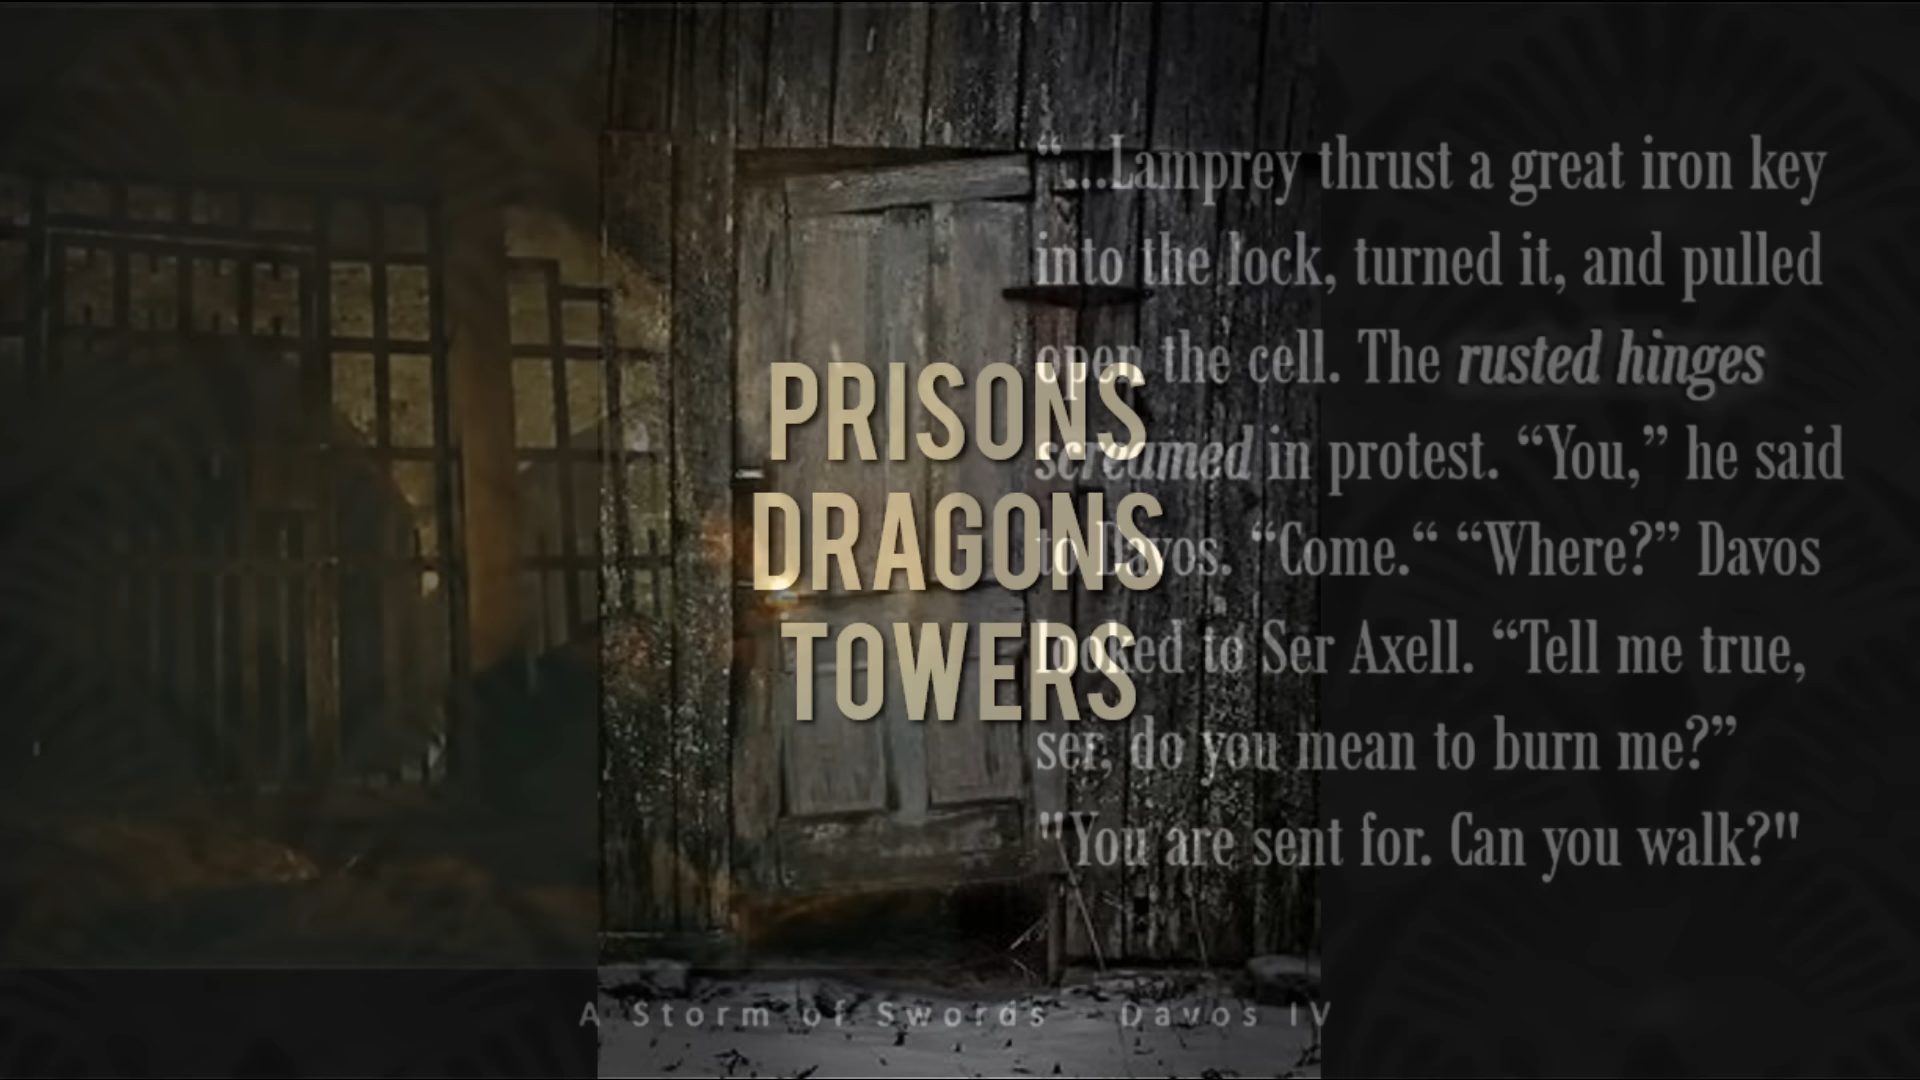 PRISONS
DRAGONS
TOWERS
“...Lamprey thrust a great iron key
into the lock, turned it, and pulled
open the cell. The rusted hinges
screamed in protest. “You,” he said
to Davos. “Come.“ “Where?” Davos
looked to Ser Axell. “Tell me true,
ser, do you mean to burn me?”
"You are sent for. Can you walk?"
A Storm of Swords - Davos IV